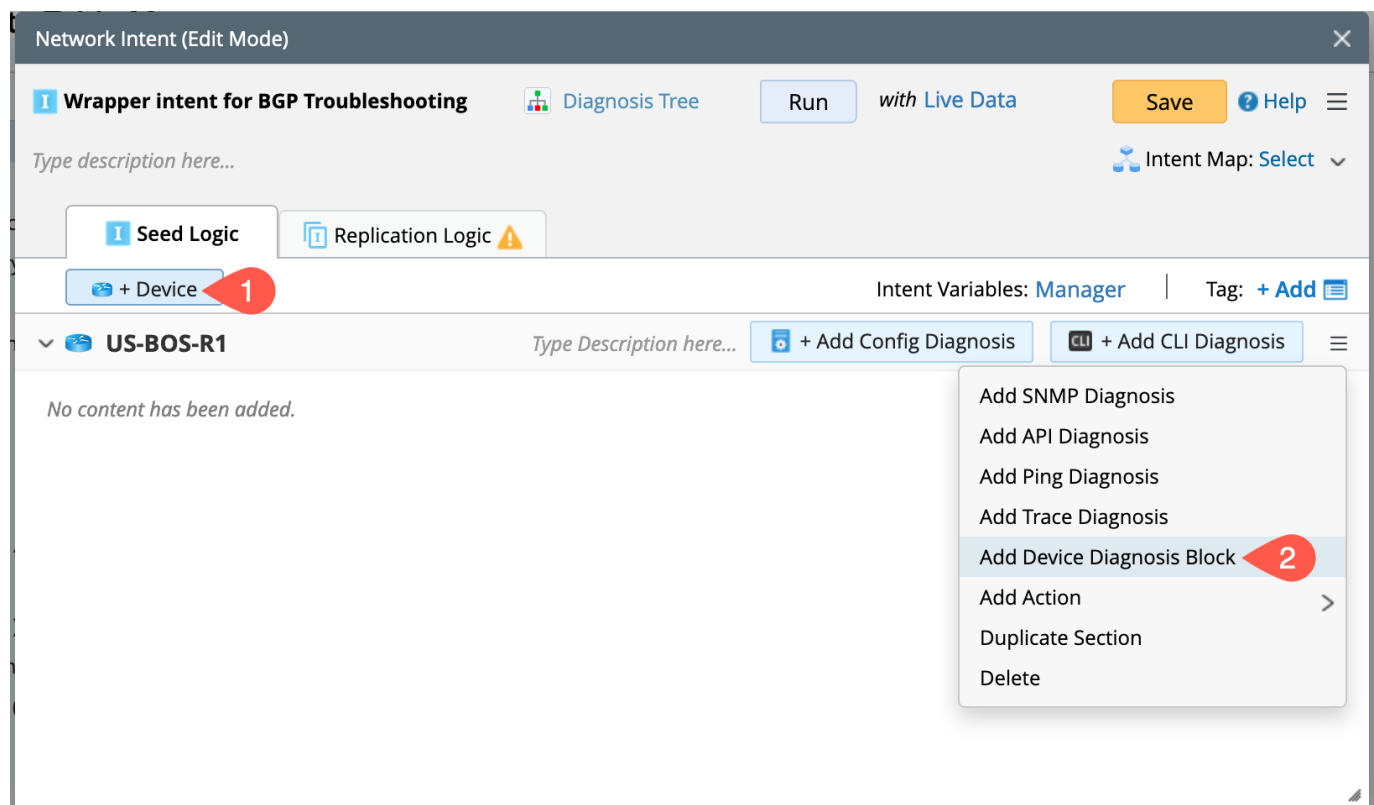 Network Intent (Edit Mode)
Wrapper intent for BGP Troubleshooting Diagnosis Tree Run with Live Data Save Help
Type description here... Intent Map: Select
Seed Logic Replication Logic
+ Device 1 Intent Variables: Manager Tag: + Add
US-BOS-R1 Type Description here... + Add Config Diagnosis CLI + Add CLI Diagnosis
No content has been added.
Add SNMP Diagnosis
Add API Diagnosis
Add Ping Diagnosis
Add Trace Diagnosis
Add Device Diagnosis Block 2
Add Action
Duplicate Section
Delete